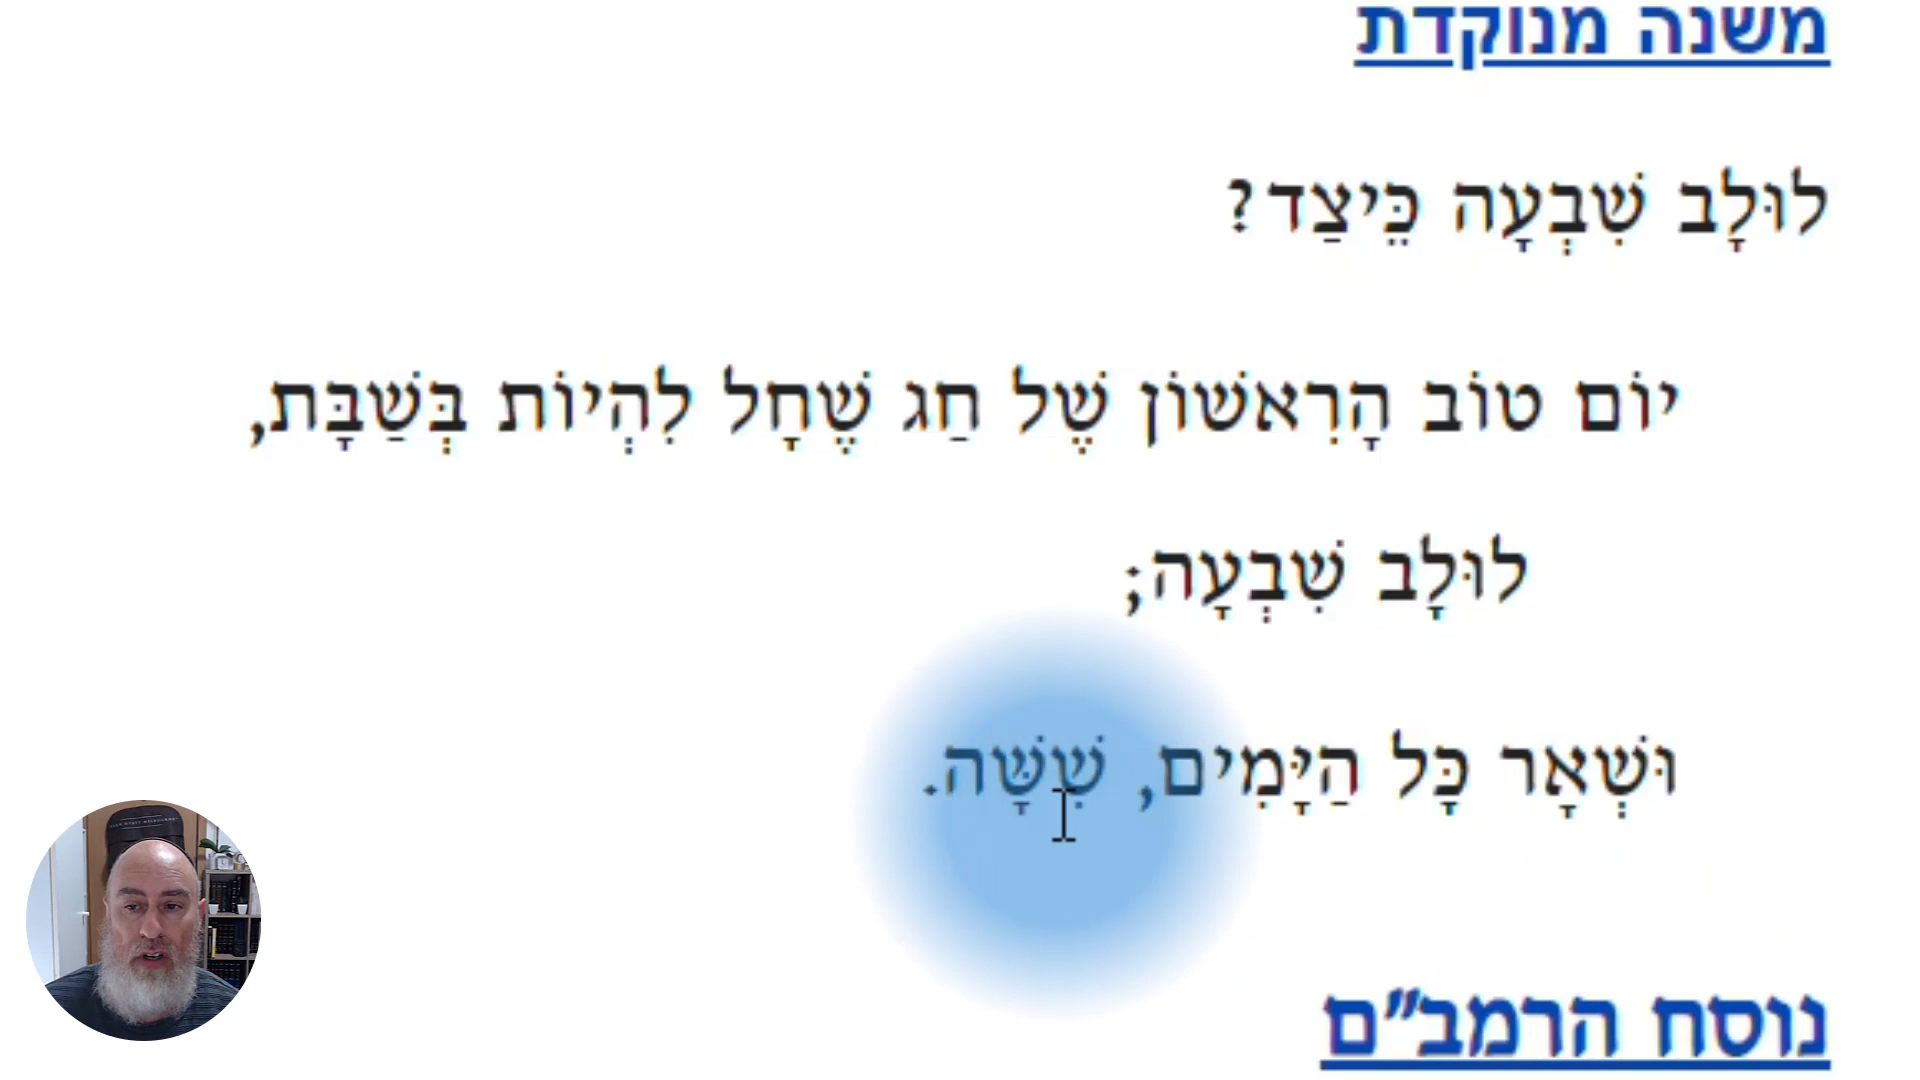 משנה מנוקדת
לוּלָב שִׁבְעָה כֵּיצַד?
יוֹם טוֹב הָרִאשׁוֹן שֶׁל חַג שֶׁחָל לִהְיוֹת בְּשַׁבָּת,
לוּלָב שִׁבְעָה;
וּשְׁאָר כָּל הַיָּמִים, שִׁשָּׁה.
נוסח הרמב"ם